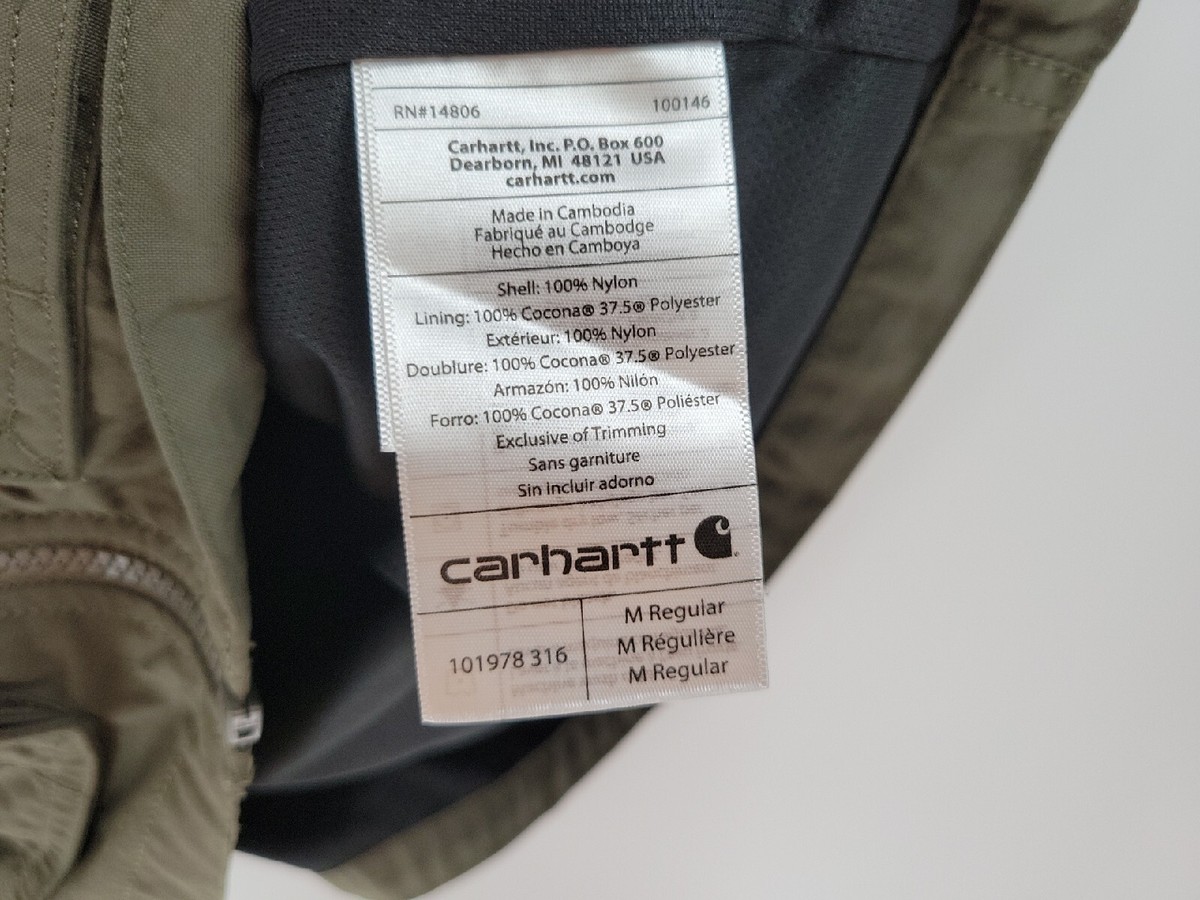 RN#14806 100146
Carhartt, Inc. P.O. Box 600
Dearborn, MI 48121 USA
carhartt.com
Made in Cambodia
Fabriqué au Cambodge
Hecho en Camboya
Shell: 100% Nylon
Lining: 100% Cocona® 37.5® Polyester
Extérieur: 100% Nylon
Doublure: 100% Cocona® 37.5® Polyester
Armazón: 100% Nilón
Forro: 100% Cocona® 37.5® Poliéster
Exclusive of Trimming
Sans garniture
Sin incluir adorno
carhartt
101978 316
M Regular
M Régulière
M Regular